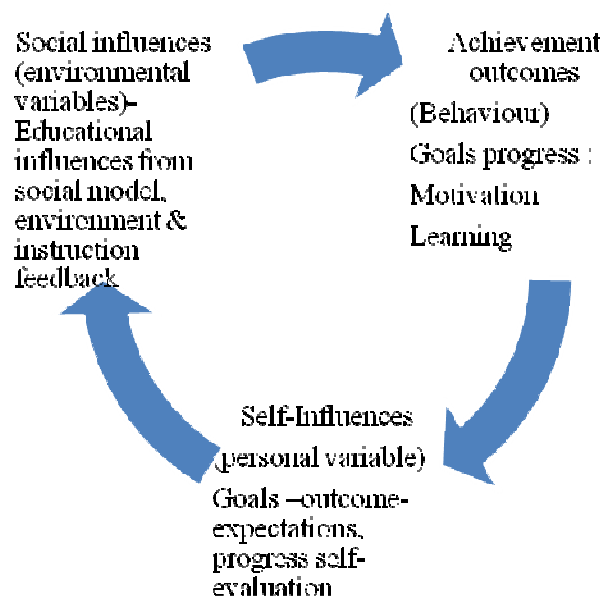 Social influences
(environmental
variables)-
Educational
influences from
social model,
environment &
instruction
feedback
Achievement
outcomes
(Behaviour)
Goals progress :
Motivation
Learning
Self-Influences
(personal variable)
Goals –outcome-
expectations,
progress self-
evaluation